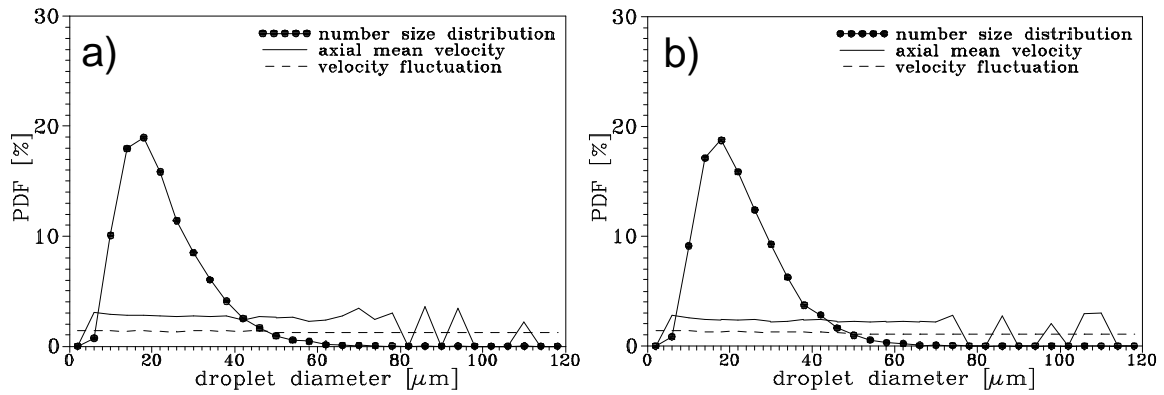 a)
number size distribution
axial mean velocity
velocity fluctuation
PDF [%]
30
20
10
0
0 20 40 60 80 100 120
droplet diameter [μm]
b)
number size distribution
axial mean velocity
velocity fluctuation
PDF [%]
30
20
10
0
0 20 40 60 80 100 120
droplet diameter [μm]